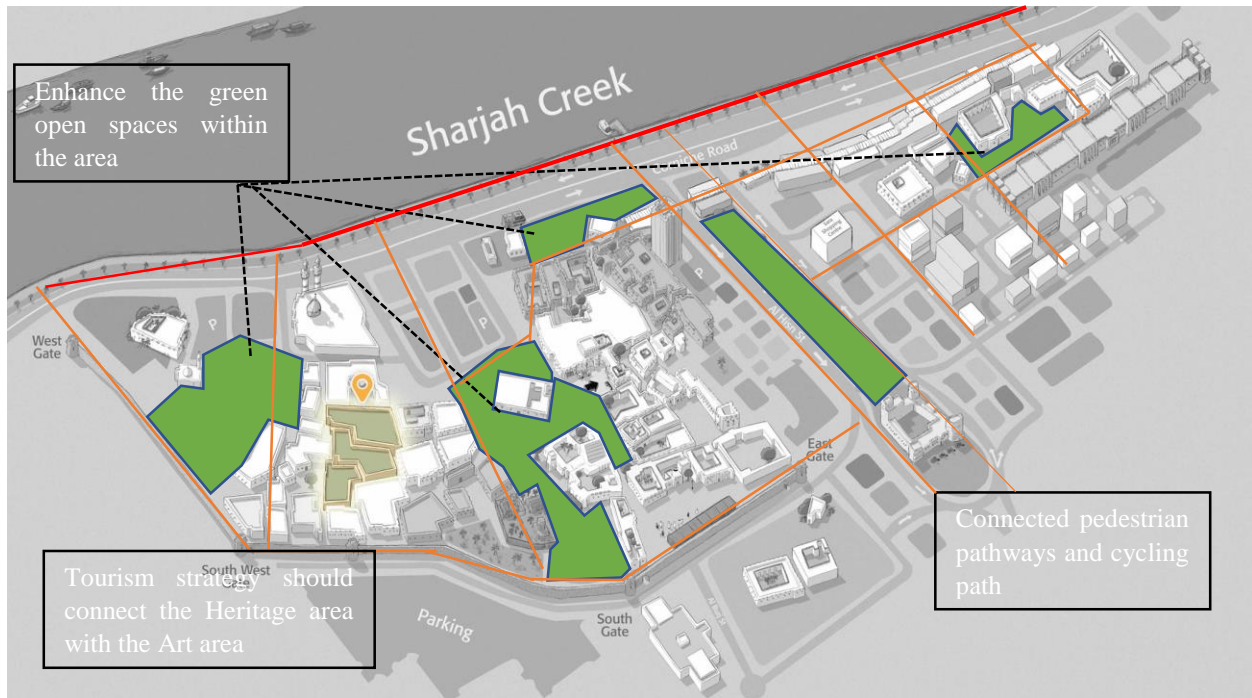 Enhance the green
open spaces within
the area
Sharjah Creek
Corniche Road
West
Gate
P
P
P
Al Hisn St
East
Gate
South West
Gate
Tourism strategy should
connect the Heritage area
with the Art area
Parking
South
Gate
Connected pedestrian
pathways and cycling
path